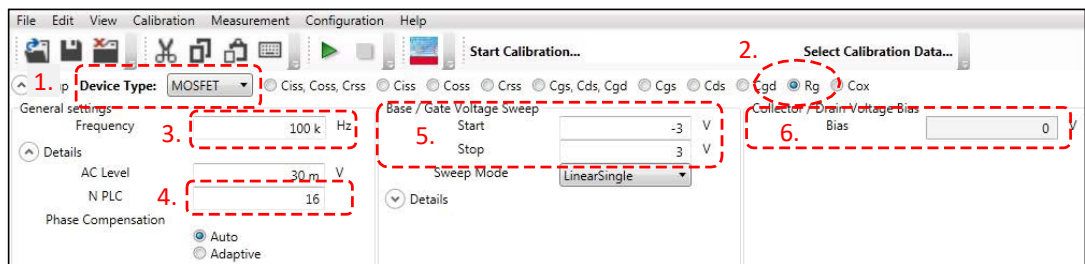 File Edit View Calibration Measurement Configuration Help
Start Calibration... 2. Select Calibration Data...
1. p Device Type: MOSFET Ciss, Coss, Crss Ciss Coss Crss Cgs, Cds, Cgd Cgs Cds Cgd Rg Cox
General settings Base / Gate Voltage Sweep Collector / Drain Voltage Bias
Frequency 3. 100 k Hz 5. Start -3 V 6. Bias 0 V
Details Stop 3 V
AC Level 30 m V Sweep Mode LinearSingle
N PLC 4. 16 Details
Phase Compensation
Auto
Adaptive